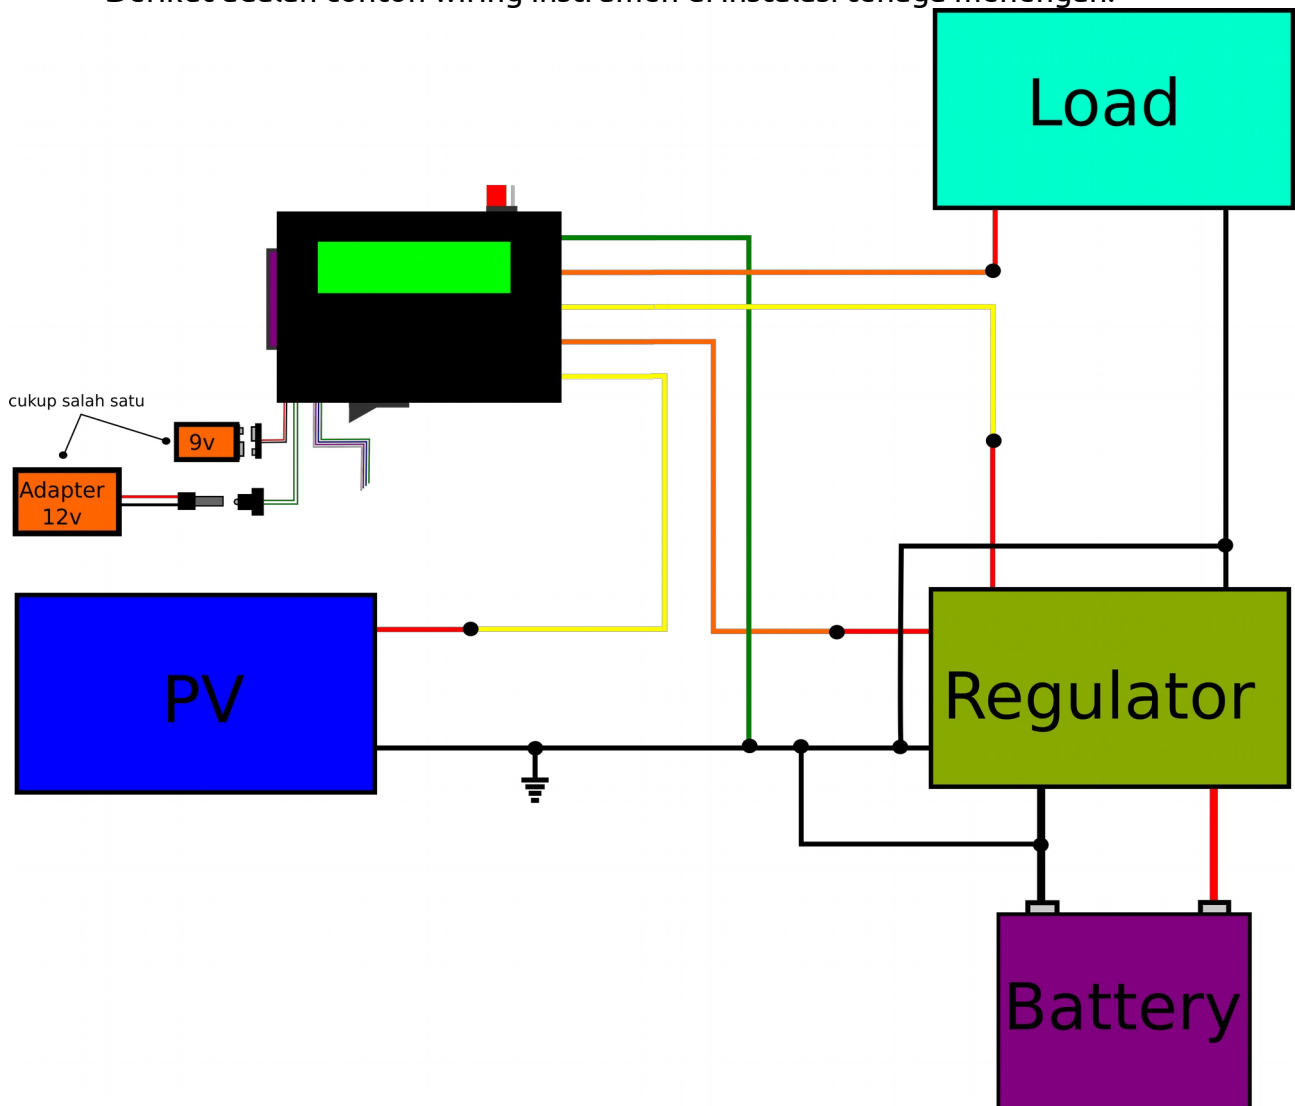 Load
cukup salah satu
9v
Adapter
12v
PV
Regulator
Battery